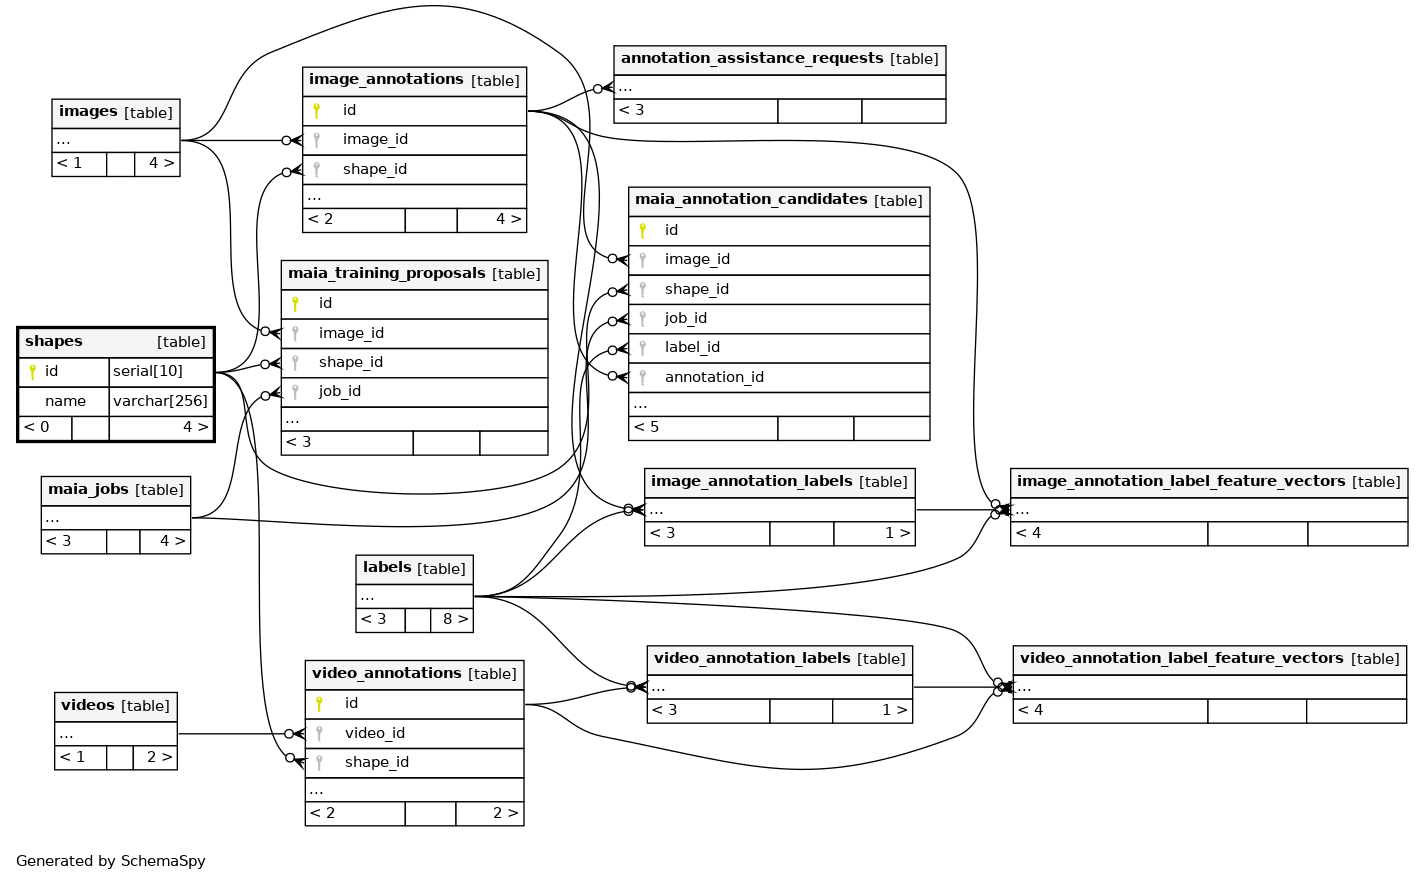 images [table]
...
< 1 4 >
image_annotations [table]
id
image_id
shape_id
...
< 2 4 >
annotation_assistance_requests [table]
...
< 3
maia_annotation_candidates [table]
id
image_id
shape_id
job_id
label_id
annotation_id
...
< 5
maia_training_proposals [table]
id
image_id
shape_id
job_id
...
< 3
shapes [table]
id serial[10]
name varchar[256]
< 0 4 >
maia_jobs [table]
...
< 3 4 >
image_annotation_labels [table]
...
< 3 1 >
image_annotation_label_feature_vectors [table]
...
< 4
labels [table]
...
< 3 8 >
video_annotations [table]
id
video_id
shape_id
...
< 2 2 >
video_annotation_labels [table]
...
< 3 1 >
video_annotation_label_feature_vectors [table]
...
< 4
videos [table]
...
< 1 2 >
Generated by SchemaSpy